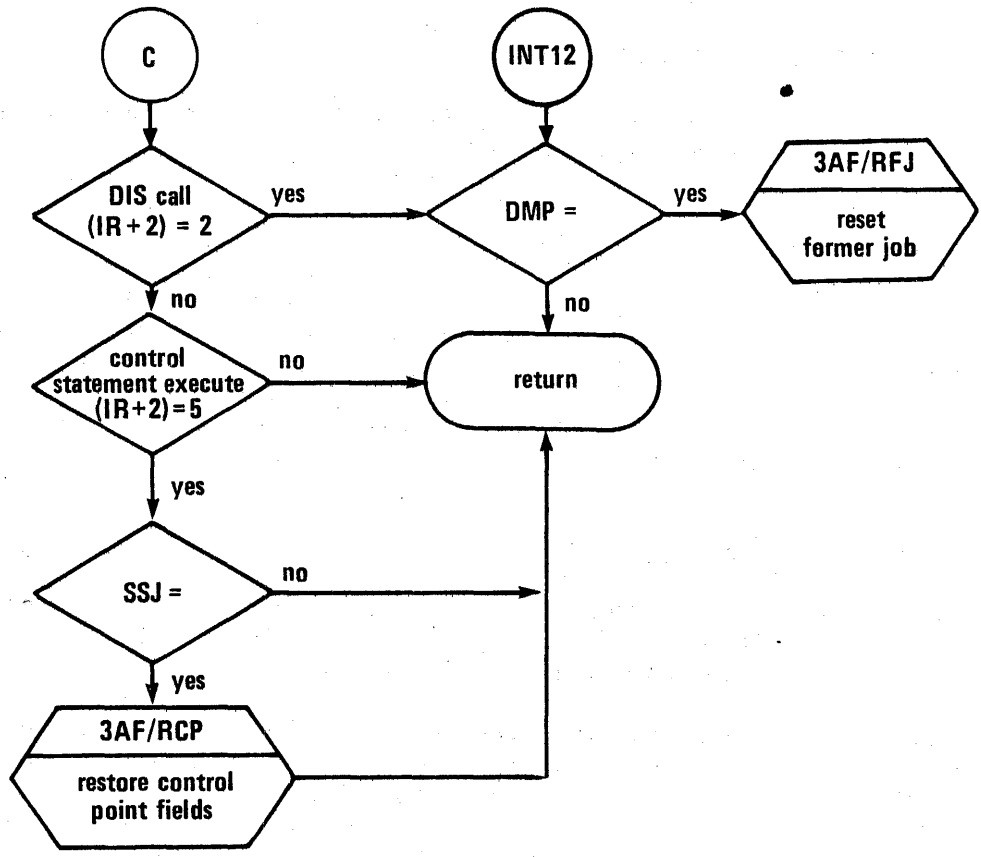 C
INT12
DIS call
(IR+2) = 2
yes
DMP =
yes
3AF/RFJ
reset
former job
no
no
control
statement execute
(IR+2)=5
no
return
yes
SSJ =
no
yes
3AF/RCP
restore control
point fields